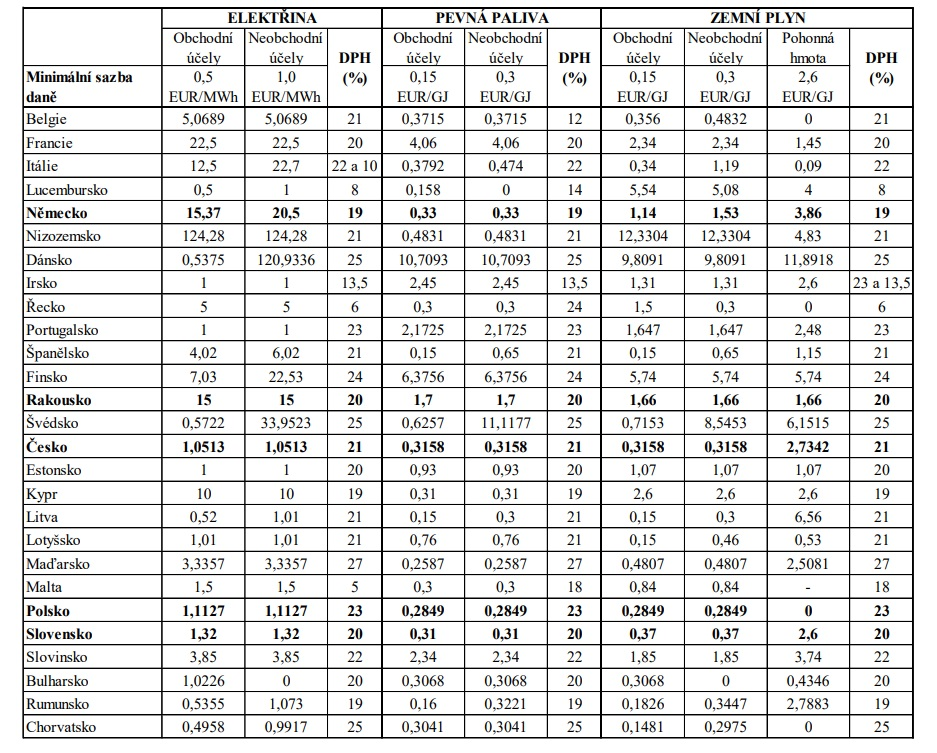 ELEKTŘINA PEVNÁ PALIVA ZEMNÍ PLYN
Obchodní účely Neobchodní účely DPH (%) Obchodní účely Neobchodní účely DPH (%) Obchodní účely Neobchodní účely Pohonná hmota DPH (%)
Minimální sazba daně 0,5 EUR/MWh 1,0 EUR/MWh 0,15 EUR/GJ 0,3 EUR/GJ 0,15 EUR/GJ 0,3 EUR/GJ 2,6 EUR/GJ
Belgie 5,0689 5,0689 21 0,3715 0,3715 12 0,356 0,4832 0 21
Francie 22,5 22,5 20 4,06 4,06 20 2,34 2,34 1,45 20
Itálie 12,5 22,7 22 a 10 0,3792 0,474 22 0,34 1,19 0,09 22
Lucembursko 0,5 1 8 0,158 0 14 5,54 5,08 4 8
Německo 15,37 20,5 19 0,33 0,33 19 1,14 1,53 3,86 19
Nizozemsko 124,28 124,28 21 0,4831 0,4831 21 12,3304 12,3304 4,83 21
Dánsko 0,5375 120,9336 25 10,7093 10,7093 25 9,8091 9,8091 11,8918 25
Irsko 1 1 13,5 2,45 2,45 13,5 1,31 1,31 2,6 23 a 13,5
Řecko 5 5 6 0,3 0,3 24 1,5 0,3 0 6
Portugalsko 1 1 23 2,1725 2,1725 23 1,647 1,647 2,48 23
Španělsko 4,02 6,02 21 0,15 0,65 21 0,15 0,65 1,15 21
Finsko 7,03 22,53 24 6,3756 6,3756 24 5,74 5,74 5,74 24
Rakousko 15 15 20 1,7 1,7 20 1,66 1,66 1,66 20
Švédsko 0,5722 33,9523 25 0,6257 11,1177 25 0,7153 8,5453 6,1515 25
Česko 1,0513 1,0513 21 0,3158 0,3158 21 0,3158 0,3158 2,7342 21
Estonsko 1 1 20 0,93 0,93 20 1,07 1,07 1,07 20
Kypr 10 10 19 0,31 0,31 19 2,6 2,6 2,6 19
Litva 0,52 1,01 21 0,15 0,3 21 0,15 0,3 6,56 21
Lotyšsko 1,01 1,01 21 0,76 0,76 21 0,15 0,46 0,53 21
Maďarsko 3,3357 3,3357 27 0,2587 0,2587 27 0,4807 0,4807 2,5081 27
Malta 1,5 1,5 5 0,3 0,3 18 0,84 0,84 - 18
Polsko 1,1127 1,1127 23 0,2849 0,2849 23 0,2849 0,2849 0 23
Slovensko 1,32 1,32 20 0,31 0,31 20 0,37 0,37 2,6 20
Slovinsko 3,85 3,85 22 2,34 2,34 22 1,85 1,85 3,74 22
Bulharsko 1,0226 0 20 0,3068 0,3068 20 0,3068 0 0,4346 20
Rumunsko 0,5355 1,073 19 0,16 0,3221 19 0,1826 0,3447 2,7883 19
Chorvatsko 0,4958 0,9917 25 0,3041 0,3041 25 0,1481 0,2975 0 25